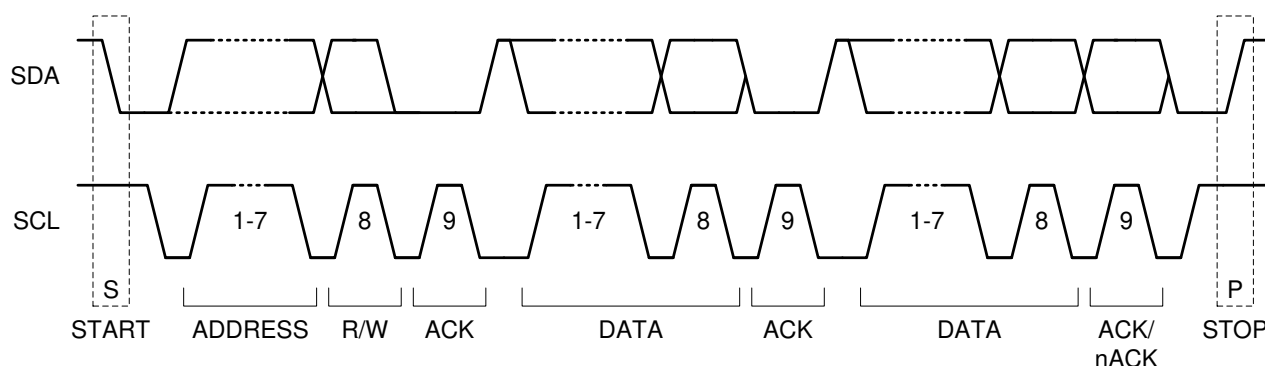 SDA
SCL
1-7 8 9 1-7 8 9 1-7 8 9
S P
START ADDRESS R/W ACK DATA ACK DATA ACK/ STOP
nACK